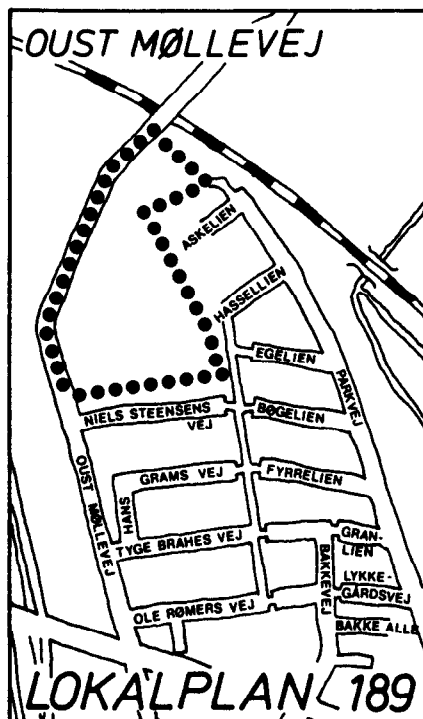 OUST MØLLEVEJ
ASKELIEN
HASSELLIEN
EGELIEN
PARKVEJ
NIELS STEENSENS
VEJ
BØGELIEN
OUST MØLLEVEJ
GRAMS VEJ
HANS
FYRRELIEN
TYGE BRAHES VEJ
BAKKEVEJ
GRAN-
LIEN
LYKKE-
GÅRDSVEJ
OLE RØMERS VEJ
BAKKE ALLE
LOKALPLAN 189